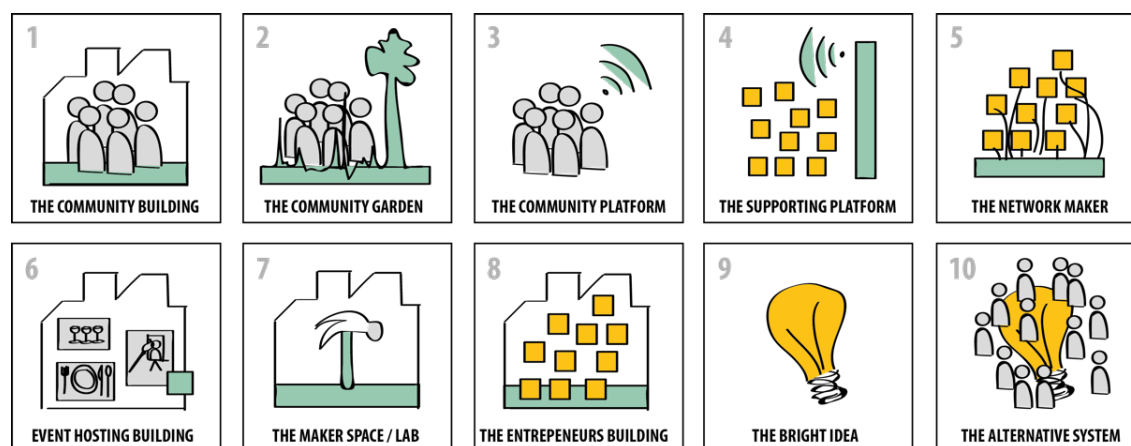 1
THE COMMUNITY BUILDING
2
THE COMMUNITY GARDEN
3
THE COMMUNITY PLATFORM
4
THE SUPPORTING PLATFORM
5
THE NETWORK MAKER
6
EVENT HOSTING BUILDING
7
THE MAKER SPACE / LAB
8
THE ENTREPENEURS BUILDING
9
THE BRIGHT IDEA
10
THE ALTERNATIVE SYSTEM